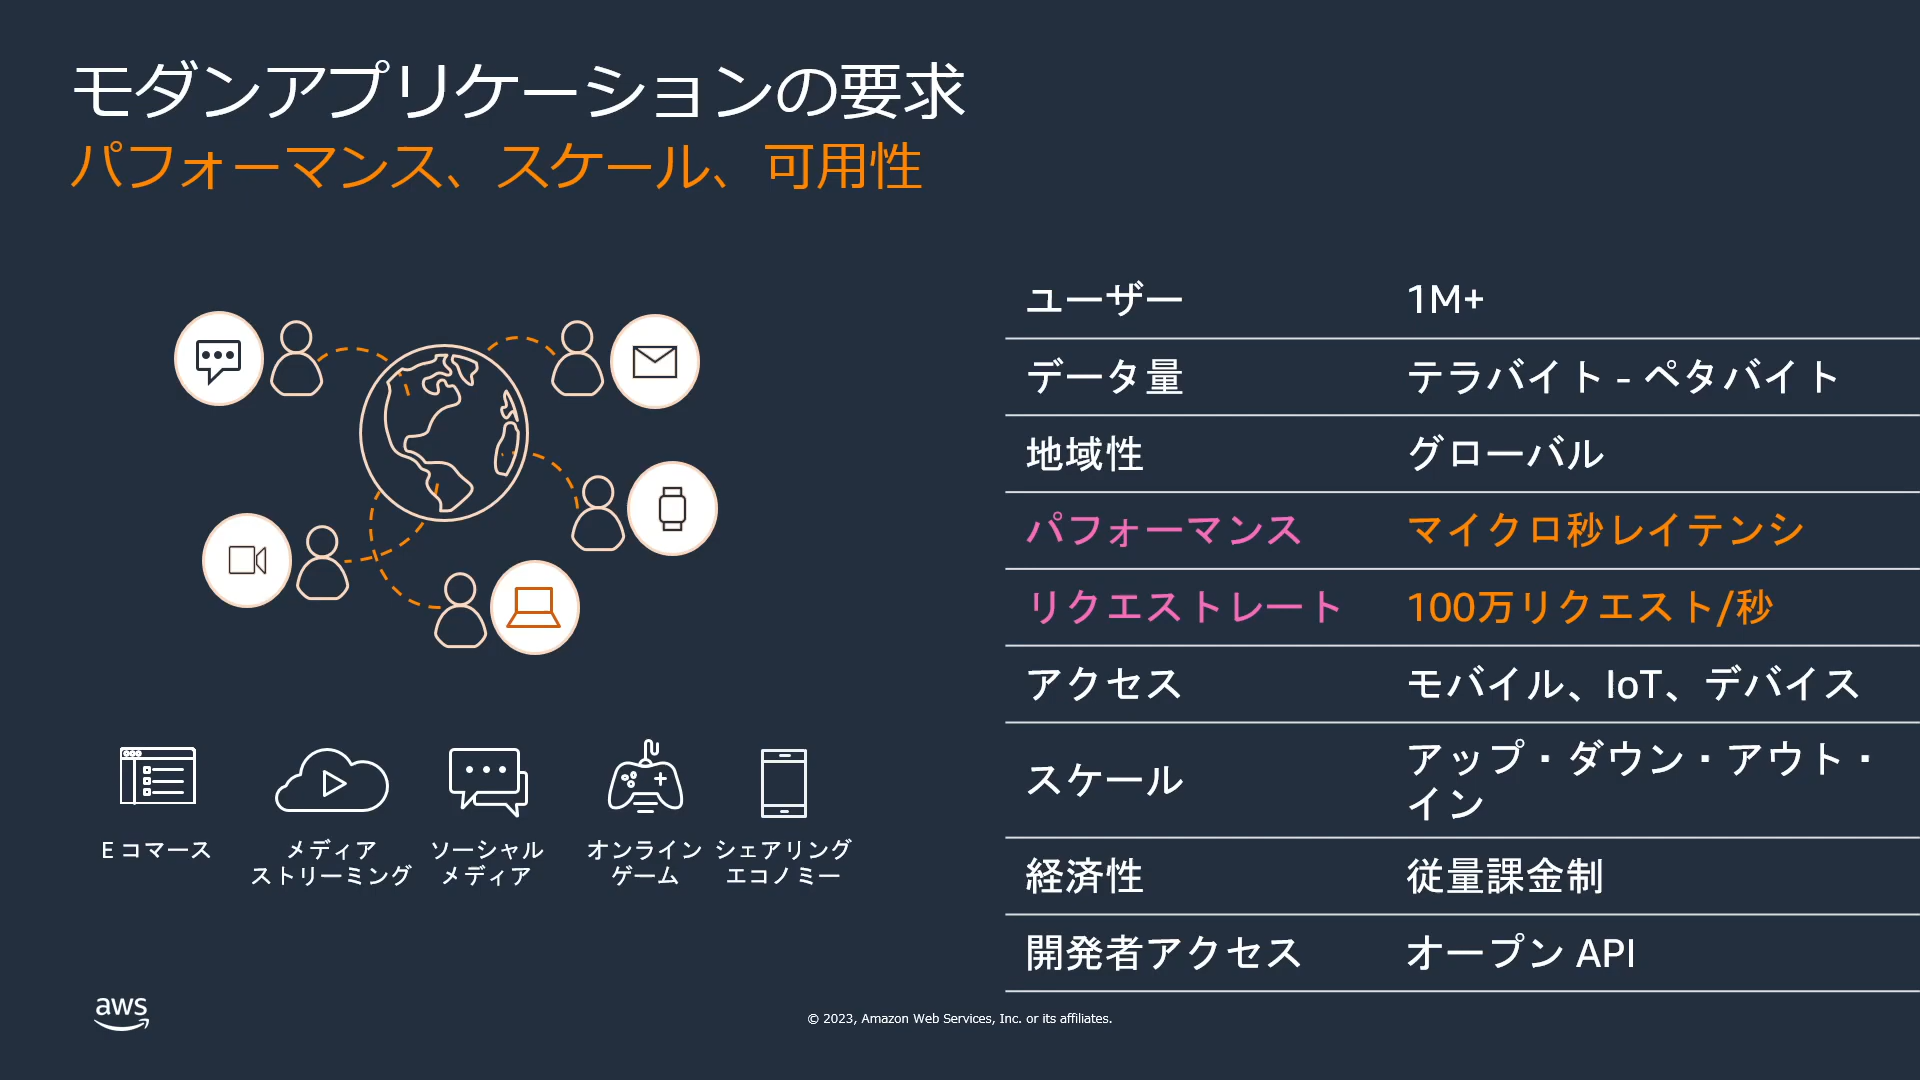 モダンアプリケーションの要求
パフォーマンス、スケール、可用性
E コマース
メディア
ストリーミング
ソーシャル
メディア
オンライン
ゲーム
シェアリング
エコノミー
ユーザー 1M+
データ量 テラバイト - ペタバイト
地域性 グローバル
パフォーマンス マイクロ秒レイテンシ
リクエストレート 100万リクエスト/秒
アクセス モバイル、IoT、デバイス
スケール アップ・ダウン・アウト・
イン
経済性 従量課金制
開発者アクセス オープン API
aws
© 2023, Amazon Web Services, Inc. or its affiliates.